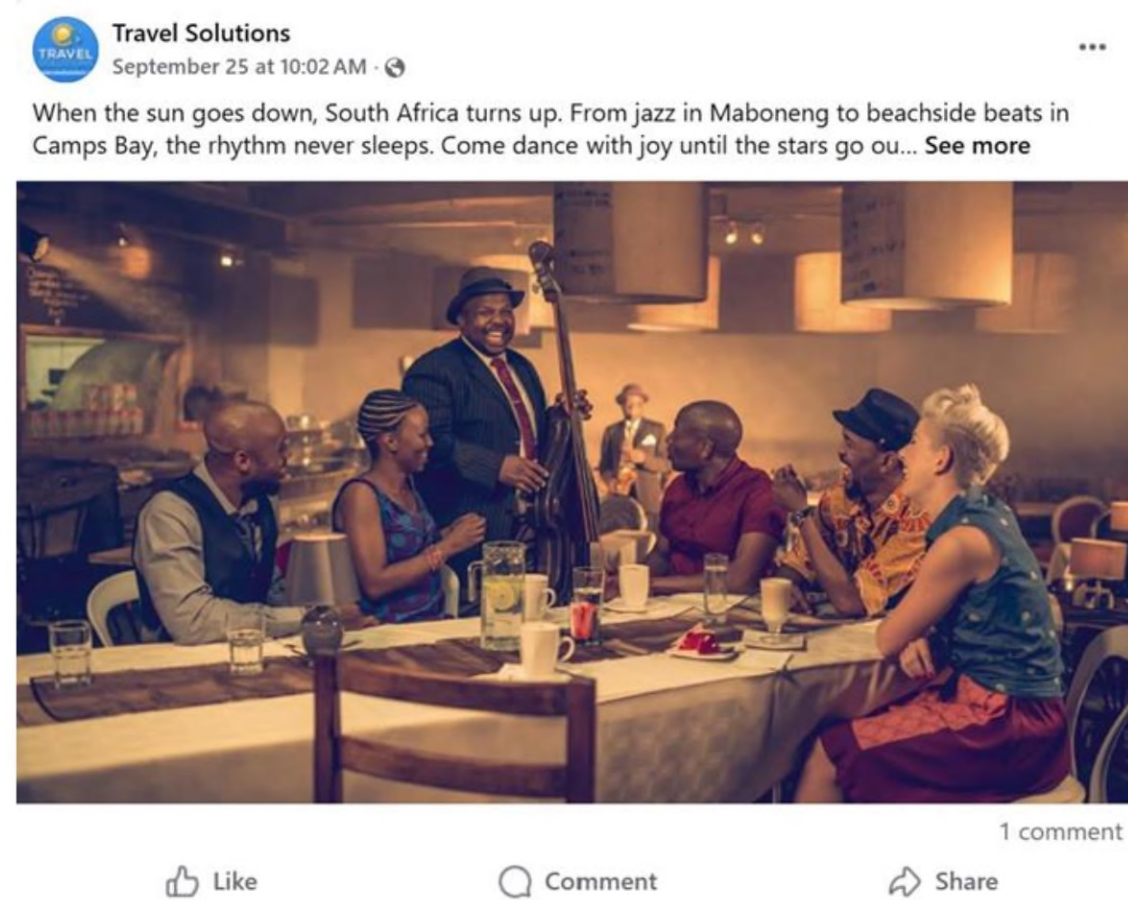 Travel Solutions
TRAVEL
September 25 at 10:02 AM ·
When the sun goes down, South Africa turns up. From jazz in Maboneng to beachside beats in
Camps Bay, the rhythm never sleeps. Come dance with joy until the stars go ou... See more
1 comment
Like
Comment
Share